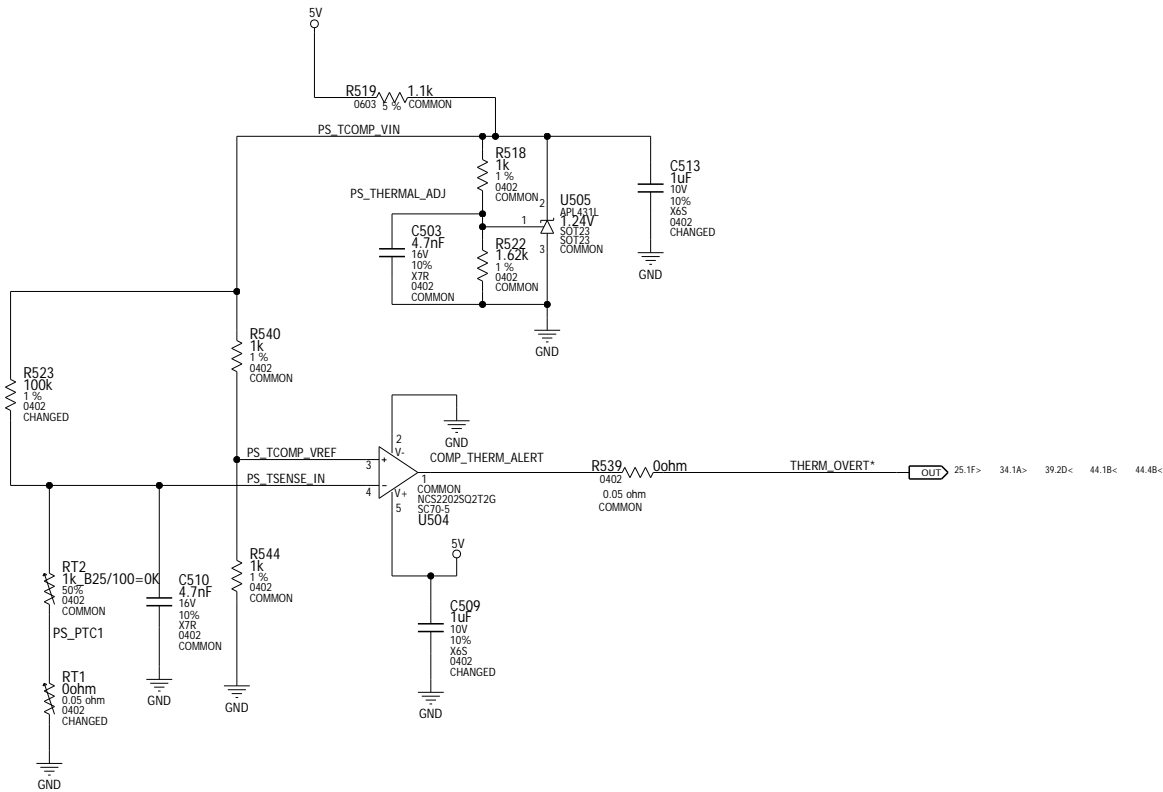 5V
R519
1.1k
0603 5 % COMMON
PS_TCOMP_VIN
R518
1k
1 %
0402
COMMON
PS_THERMAL_ADJ
C503
4.7nF
16V
10%
X7R
0402
COMMON
R522
1.62k
1 %
0402
COMMON
1
2
3
U505
APL431L
1.24V
SOT23
SOT23
COMMON
GND
C513
1uF
10V
10%
X6S
0402
CHANGED
GND
R540
1k
1 %
0402
COMMON
R523
100k
1 %
0402
CHANGED
PS_TCOMP_VREF
PS_TSENSE_IN
3
4
+
−
2
V-
GND
COMP_THERM_ALERT
1
COMMON
NCS2202SQ2T2G
SC70-5
U504
V+
5
R539
0ohm
0402
0.05 ohm
COMMON
THERM_OVERT*
OUT
25.1F> 34.1A> 39.2D< 44.1B< 44.4B<
5V
C509
1uF
10V
10%
X6S
0402
CHANGED
GND
R544
1k
1 %
0402
COMMON
GND
RT2
1k_B25/100=0K
50%
0402
COMMON
PS_PTC1
C510
4.7nF
16V
10%
X7R
0402
COMMON
GND
RT1
0ohm
0.05 ohm
0402
CHANGED
GND